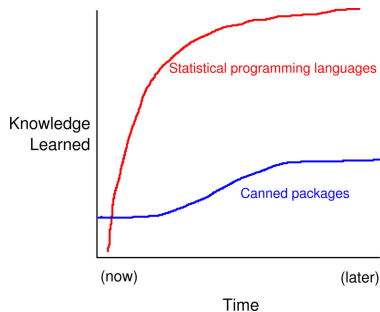 Statistical programming languages
Knowledge
Learned
Canned packages
(now)
(later)
Time